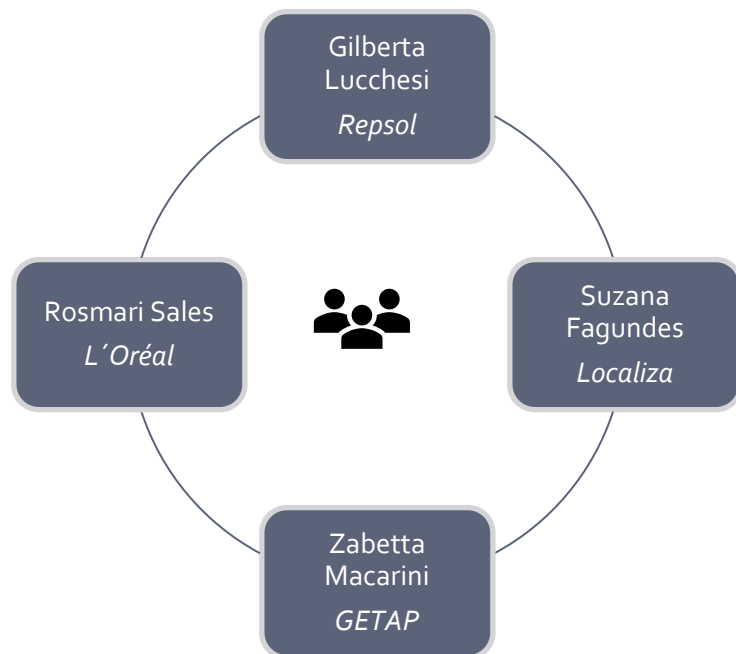 Gilberta
Lucchesi
Repsol
Rosmari Sales
L´Oréal
Suzana
Fagundes
Localiza
Zabetta
Macarini
GETAP